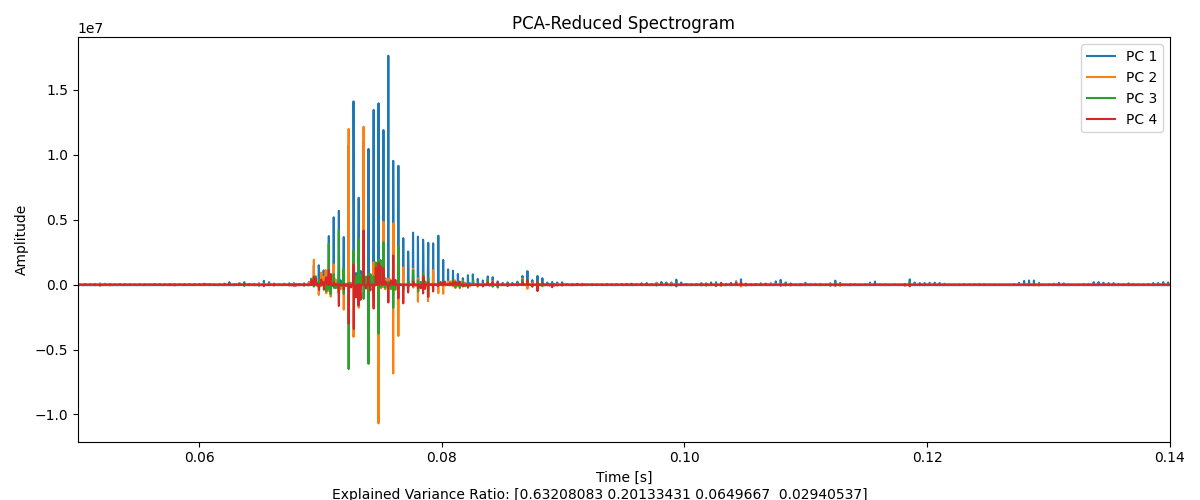 PCA-Reduced Spectrogram
1e7
PC 1
PC 2
PC 3
PC 4
1.5
1.0
0.5
0.0
−0.5
−1.0
Amplitude
0.06 0.08 0.10 0.12 0.14
Time [s]
Explained Variance Ratio: [0.63208083 0.20133431 0.0649667  0.02940537]